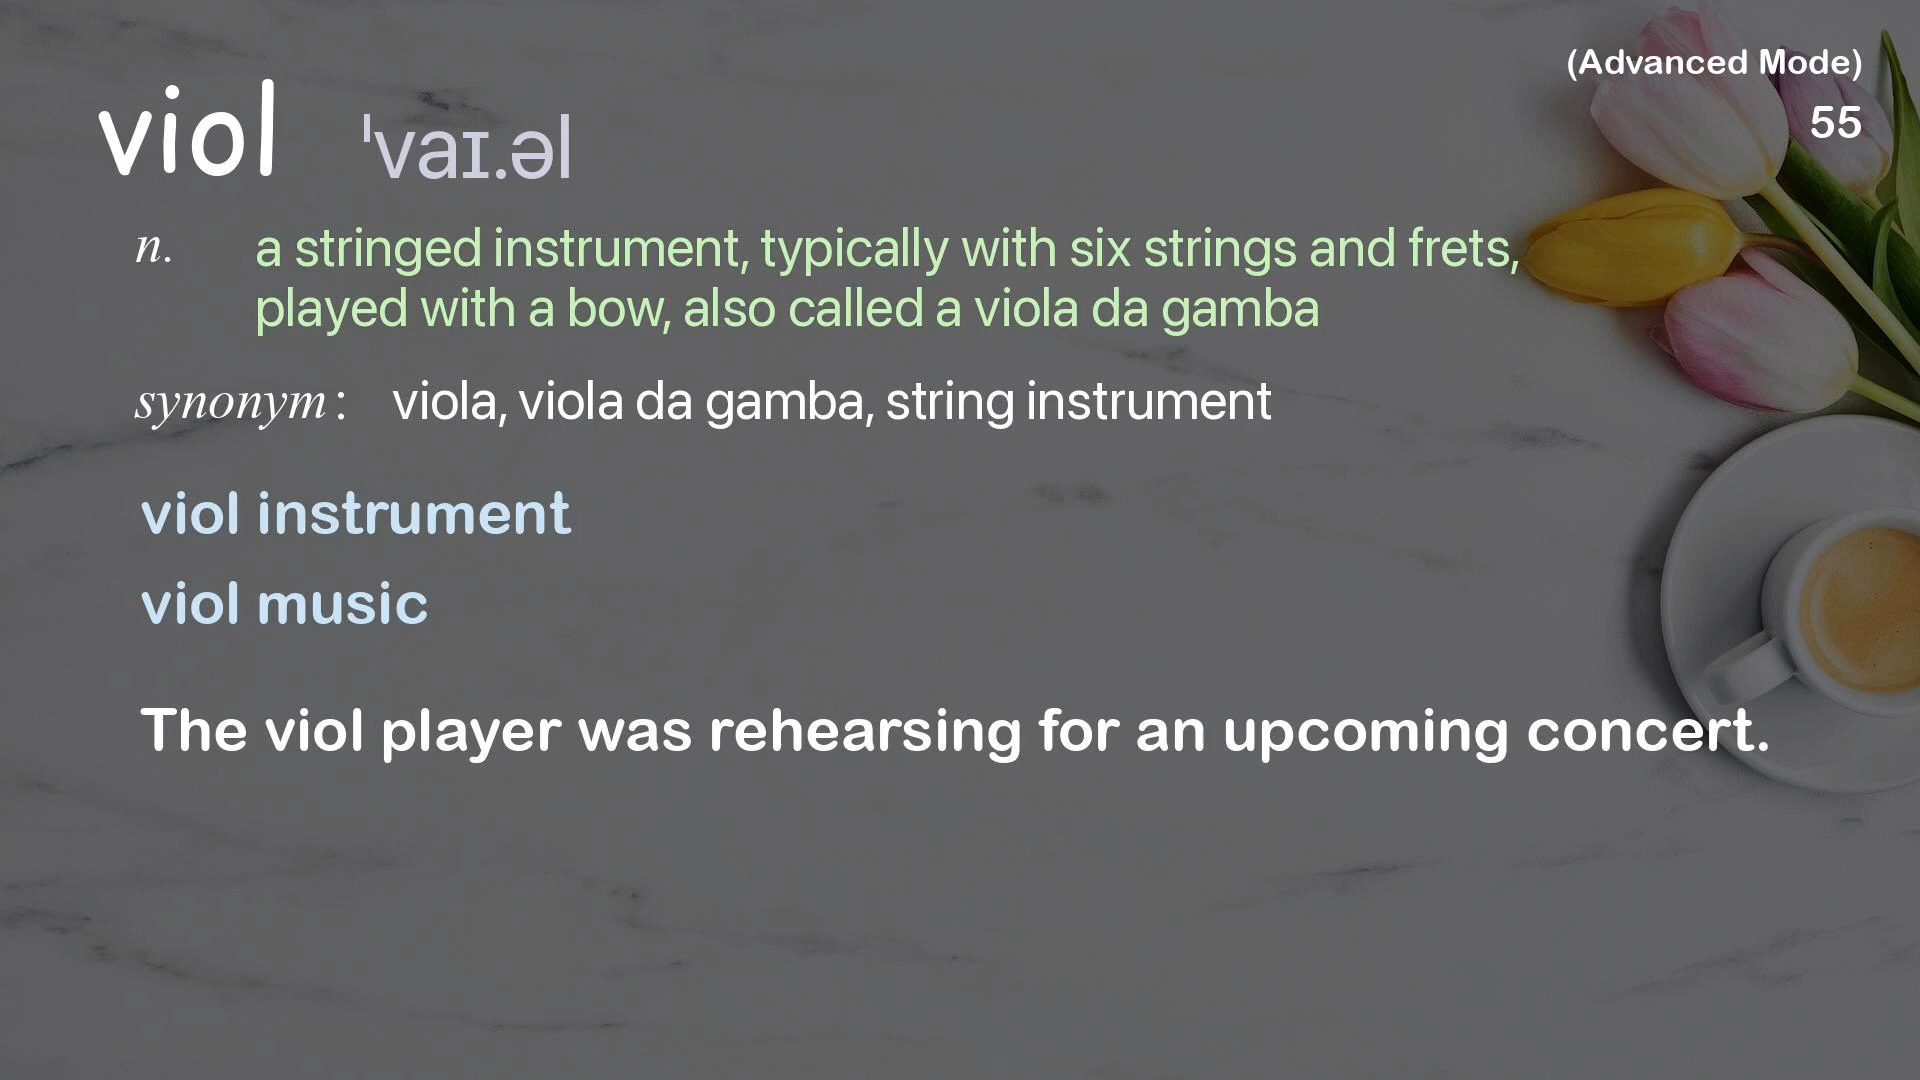 (Advanced Mode)
55
viol ˈvaɪ.əl
n. a stringed instrument, typically with six strings and frets,
played with a bow, also called a viola da gamba
synonym : viola, viola da gamba, string instrument
viol instrument
viol music
The viol player was rehearsing for an upcoming concert.